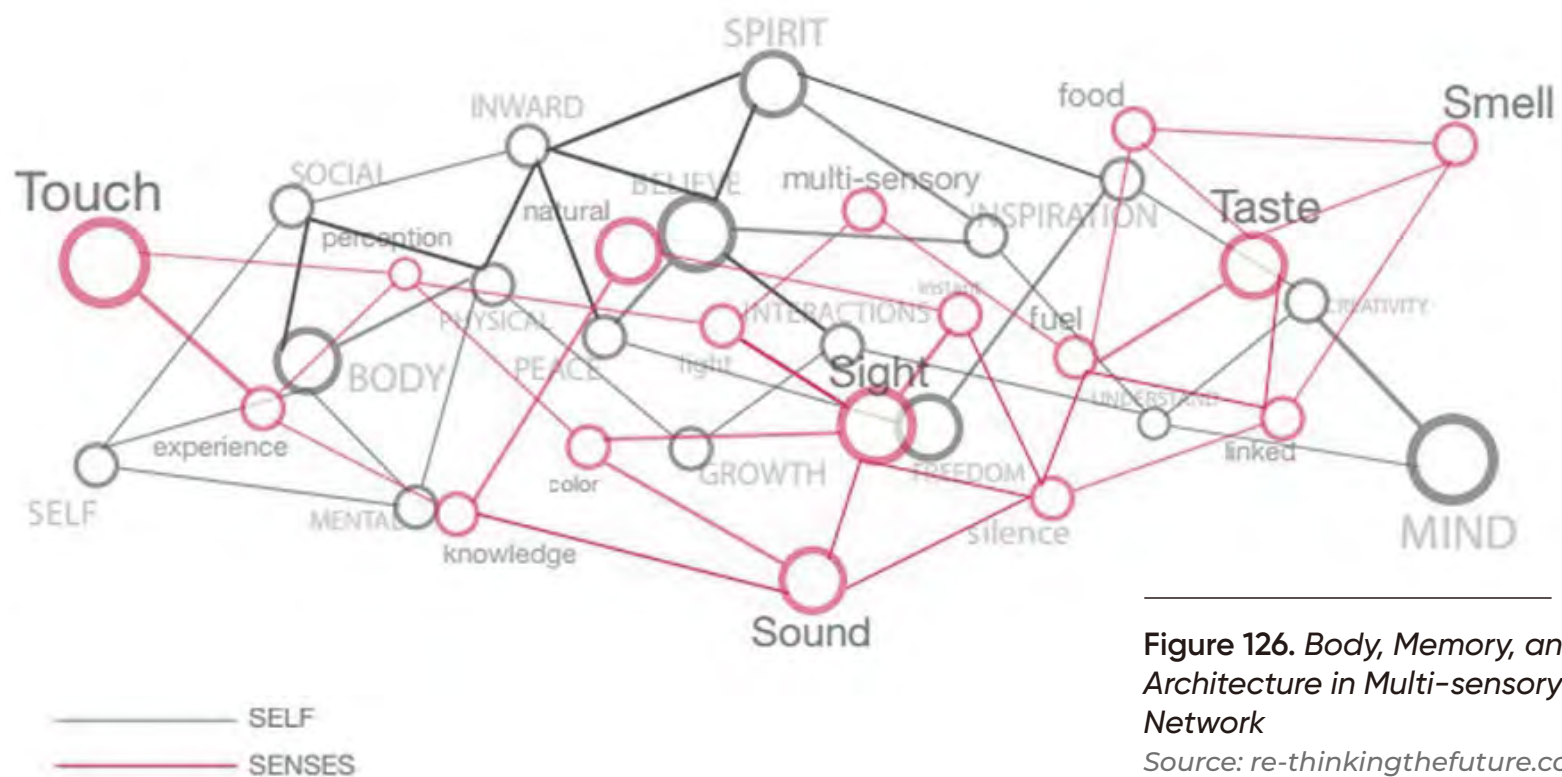 SPIRIT
food
Smell
INWARD
SOCIAL
Touch
BELIEVE
multi-sensory
natural
INSPIRATION
Taste
perception
instant
CREATIVITY
PHYSICAL
INTERACTIONS
fuel
PEACE
light
Sight
BODY
UNDERSTAND
experience
linked
GROWTH
FREEDOM
color
SELF
MENTAL
silence
MIND
knowledge
Sound
Figure 126. Body, Memory, an
Architecture in Multi-sensory
Network
Source: re-thinkingthefuture.co
SELF
SENSES